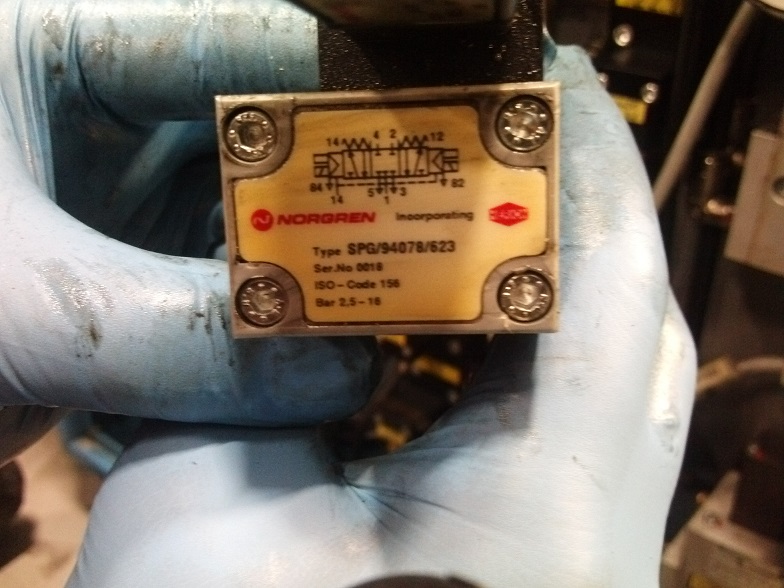 14 4 2 12
84 14 5 1 3 82
NORGREN Incorporating
Type SPG/94078/623
Ser.No 0018
ISO-Code 156
Bar 2,5-16